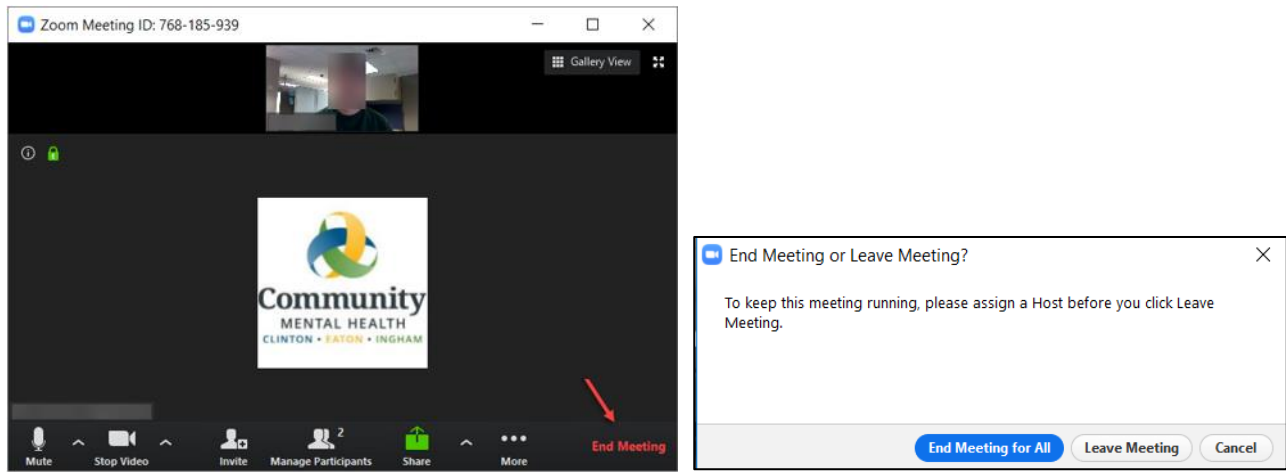 Zoom Meeting ID: 768-185-939
Gallery View
Community
MENTAL HEALTH
CLINTON • EATON • INGHAM
2
Mute
Stop Video
Invite
Manage Participants
Share
More
End Meeting
End Meeting or Leave Meeting?
To keep this meeting running, please assign a Host before you click Leave
Meeting.
End Meeting for All
Leave Meeting
Cancel